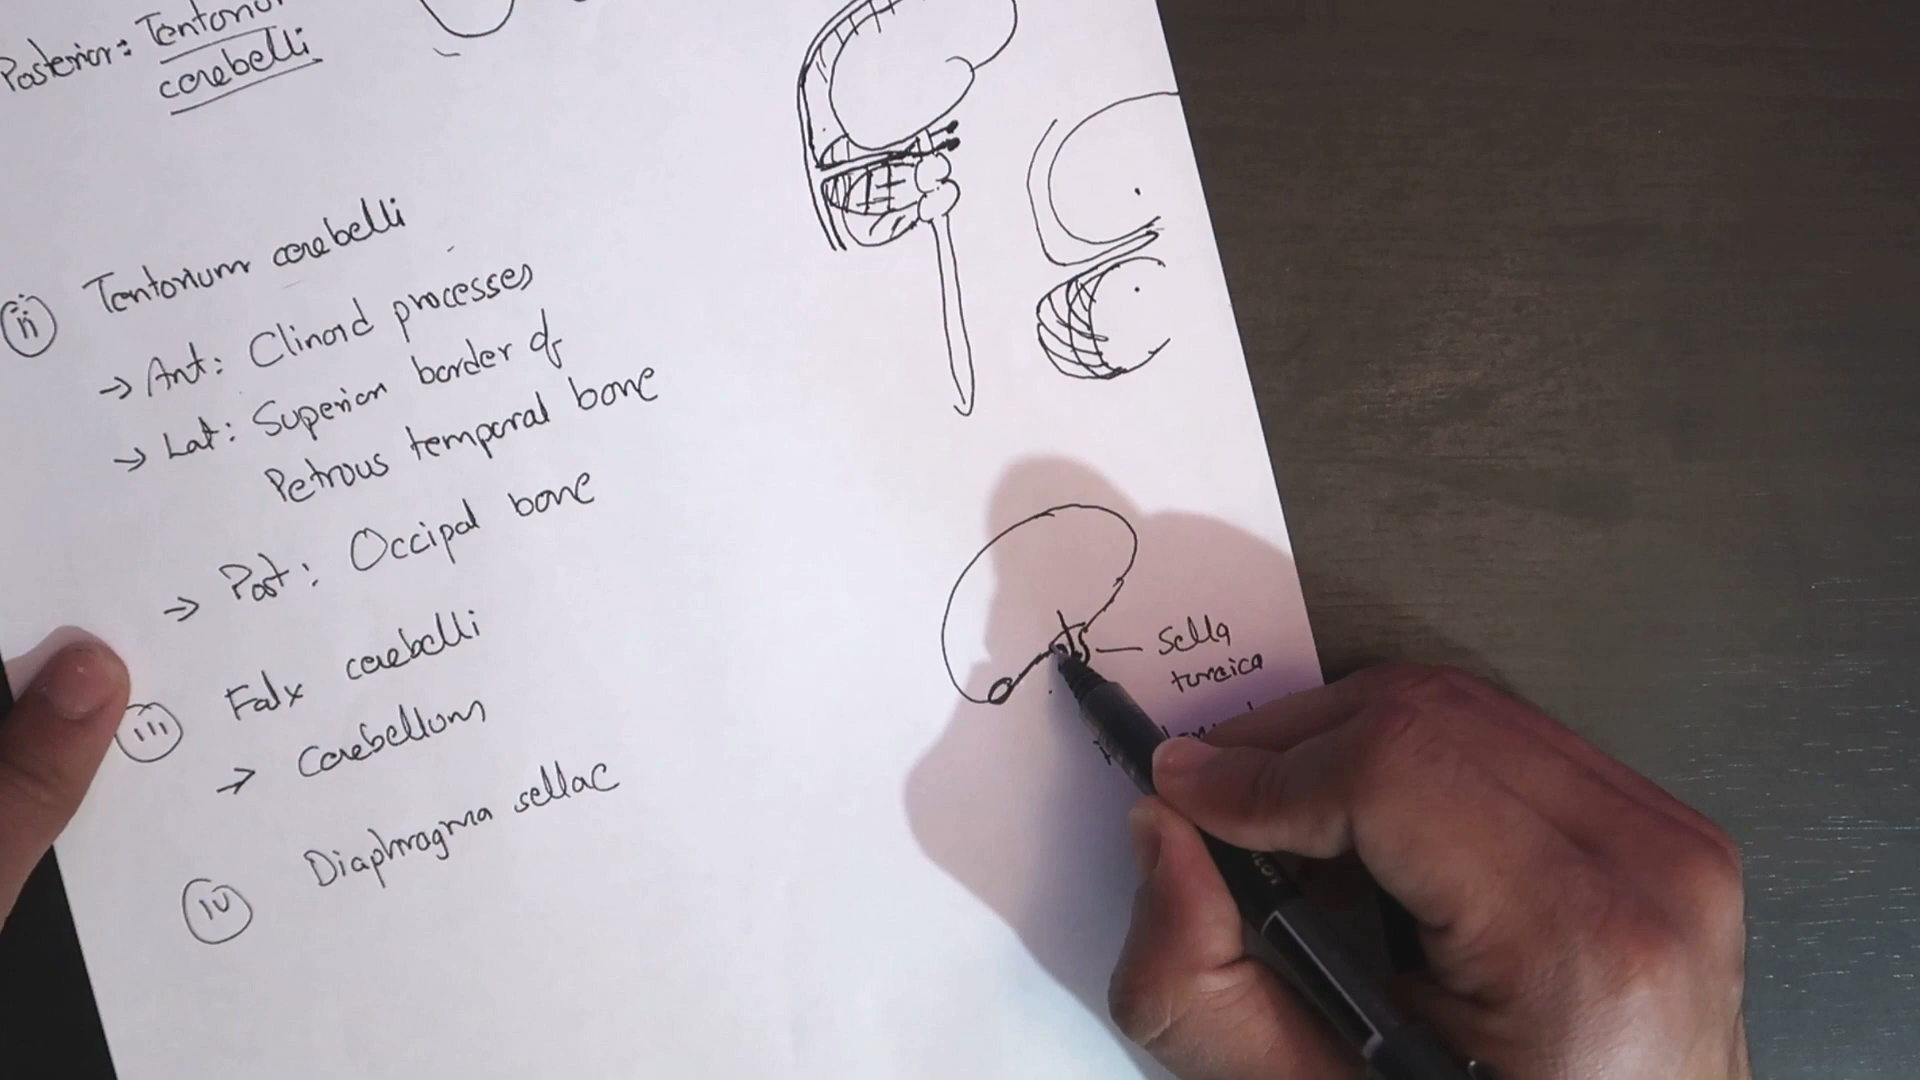 Posterior: Tentoriu
cerebelli
ii Tentorium cerebelli
→ Ant: Clinoid processes
→ Lat: Superior border of
Petrous temporal bone
→ Post: Occipal bone
iii Falx cerebelli
→ Cerebellum
iv Diaphragma sellae
Sella
turcica